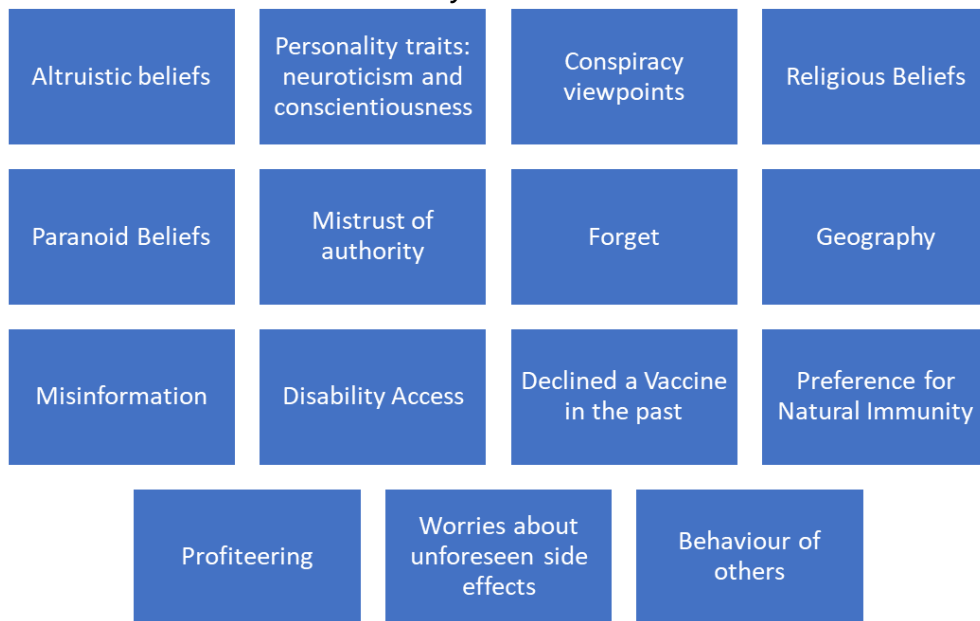 Altruistic beliefs
Personality traits:
neuroticism and
conscientiousness
Conspiracy
viewpoints
Religious Beliefs
Paranoid Beliefs
Mistrust of
authority
Forget
Geography
Misinformation
Disability Access
Declined a Vaccine
in the past
Preference for
Natural Immunity
Profiteering
Worries about
unforeseen side
effects
Behaviour of
others